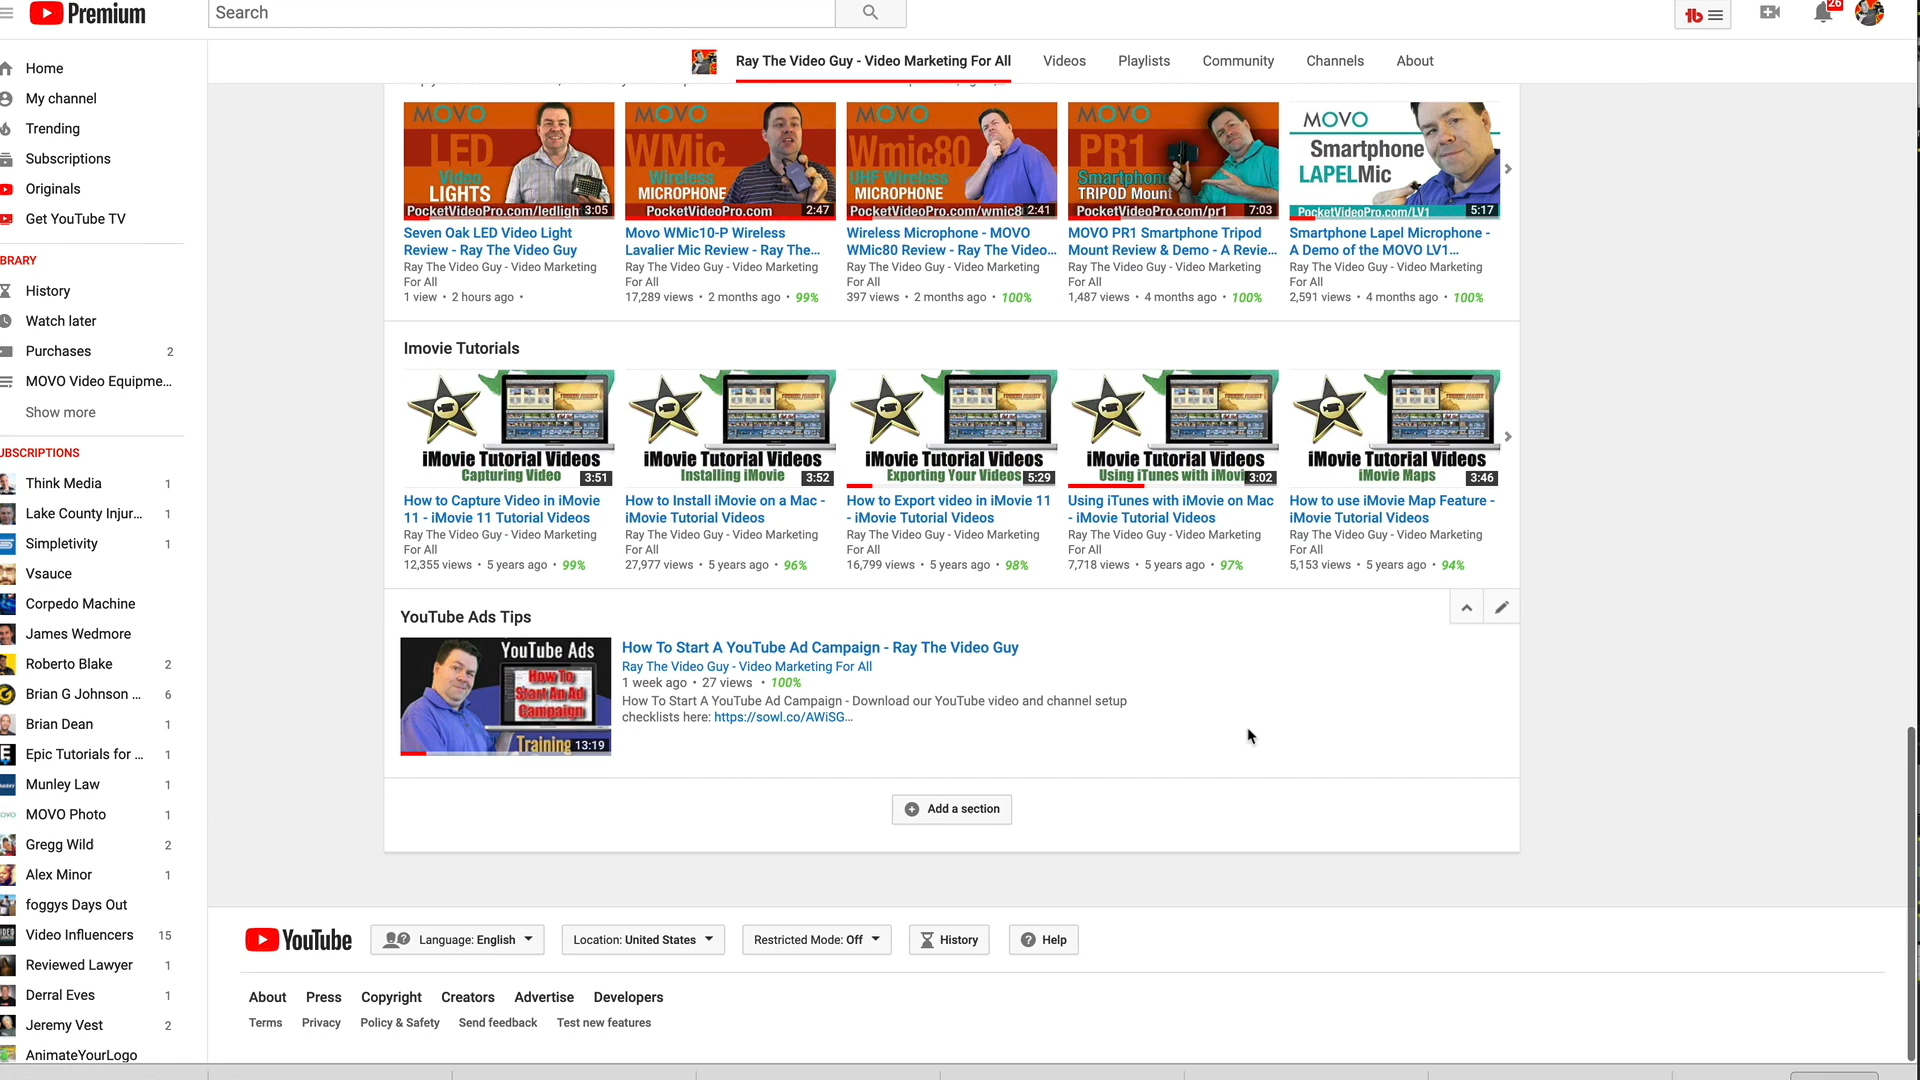 Premium
Search
26
Ray The Video Guy - Video Marketing For All Videos Playlists Community Channels About
Home
My channel
Trending
Subscriptions
Originals
Get YouTube TV
BRARY
History
Watch later
Purchases 2
MOVO Video Equipme...
Show more
UBSCRIPTIONS
Think Media 1
Lake County Injur... 1
Simpletivity 1
Vsauce
Corpedo Machine
James Wedmore
Roberto Blake 2
Brian G Johnson ... 6
Brian Dean 1
Epic Tutorials for ... 1
Munley Law 1
MOVO Photo 1
Gregg Wild 2
Alex Minor 1
foggys Days Out
Video Influencers 15
Reviewed Lawyer 1
Derral Eves 1
Jeremy Vest 2
AnimateYourLogo
MOVO
LED
Video
LIGHTS
PocketVideoPro.com/ledligh 3:05
Seven Oak LED Video Light
Review - Ray The Video Guy
Ray The Video Guy - Video Marketing
For All
1 view • 2 hours ago •
MOVO
WMic
Wireless
MICROPHONE
PocketVideoPro.com 2:47
Movo WMic10-P Wireless
Lavalier Mic Review - Ray The...
Ray The Video Guy - Video Marketing
For All
17,289 views • 2 months ago • 99%
MOVO
Wmic80
UHF Wireless
MICROPHONE
PocketVideoPro.com/wmic8 2:41
Wireless Microphone - MOVO
WMic80 Review - Ray The Video...
Ray The Video Guy - Video Marketing
For All
397 views • 2 months ago • 100%
MOVO
PR1
Smartphone
TRIPOD Mount
PocketVideoPro.com/pr1 7:03
MOVO PR1 Smartphone Tripod
Mount Review & Demo - A Revie...
Ray The Video Guy - Video Marketing
For All
1,487 views • 4 months ago • 100%
MOVO
Smartphone
LAPELMic
PocketVideoPro.com/LV1 5:17
Smartphone Lapel Microphone -
A Demo of the MOVO LV1...
Ray The Video Guy - Video Marketing
For All
2,591 views • 4 months ago • 100%
Imovie Tutorials
iMovie Tutorial Videos
Capturing Video 3:51
How to Capture Video in iMovie
11 - iMovie 11 Tutorial Videos
Ray The Video Guy - Video Marketing
For All
12,355 views • 5 years ago • 99%
iMovie Tutorial Videos
Installing iMovie 3:52
How to Install iMovie on a Mac -
iMovie Tutorial Videos
Ray The Video Guy - Video Marketing
For All
27,977 views • 5 years ago • 96%
iMovie Tutorial Videos
Exporting Your Videos 5:29
How to Export video in iMovie 11
- iMovie Tutorial Videos
Ray The Video Guy - Video Marketing
For All
16,799 views • 5 years ago • 98%
iMovie Tutorial Videos
Using iTunes with iMovi 3:02
Using iTunes with iMovie on Mac
- iMovie Tutorial Videos
Ray The Video Guy - Video Marketing
For All
7,718 views • 5 years ago • 97%
iMovie Tutorial Videos
iMovie Maps 3:46
How to use iMovie Map Feature -
iMovie Tutorial Videos
Ray The Video Guy - Video Marketing
For All
5,153 views • 5 years ago • 94%
YouTube Ads Tips
YouTube Ads
How To
Start An Ad
Campaign
Training 13:19
How To Start A YouTube Ad Campaign - Ray The Video Guy
Ray The Video Guy - Video Marketing For All
1 week ago • 27 views • 100%
How To Start A YouTube Ad Campaign - Download our YouTube video and channel setup
checklists here: https://sowl.co/AWiSG...
Add a section
YouTube Language: English Location: United States Restricted Mode: Off History Help
About Press Copyright Creators Advertise Developers
Terms Privacy Policy & Safety Send feedback Test new features